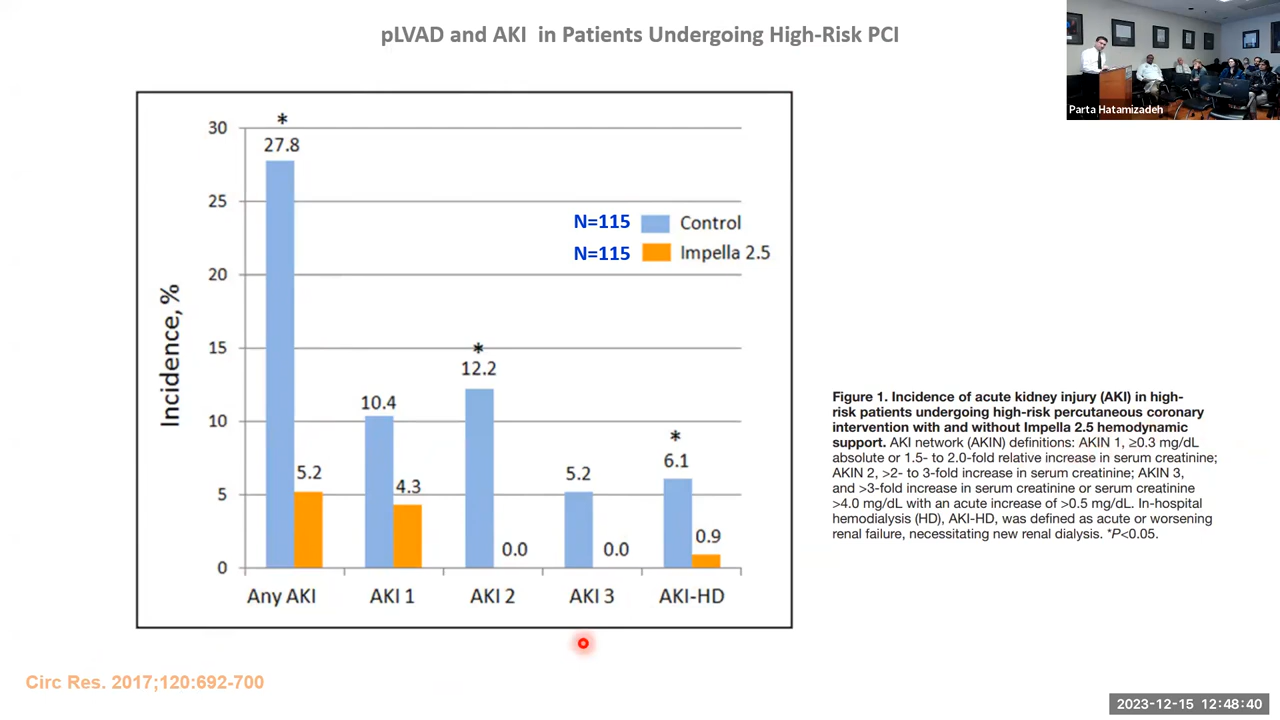 pLVAD and AKI in Patients Undergoing High-Risk PCI
Parta Hatamizadeh
30
25
20
15
10
5
0
Incidence, %
*
27.8
5.2
10.4
4.3
*
12.2
0.0
5.2
0.0
*
6.1
0.9
N=115 Control
N=115 Impella 2.5
Any AKI
AKI 1
AKI 2
AKI 3
AKI-HD
Figure 1. Incidence of acute kidney injury (AKI) in high-
risk patients undergoing high-risk percutaneous coronary
intervention with and without Impella 2.5 hemodynamic
support. AKI network (AKIN) definitions: AKIN 1, ≥0.3 mg/dL
absolute or 1.5- to 2.0-fold relative increase in serum creatinine;
AKIN 2, >2- to 3-fold increase in serum creatinine; AKIN 3,
and >3-fold increase in serum creatinine or serum creatinine
>4.0 mg/dL with an acute increase of >0.5 mg/dL. In-hospital
hemodialysis (HD), AKI-HD, was defined as acute or worsening
renal failure, necessitating new renal dialysis. *P<0.05.
Circ Res. 2017;120:692-700
2023-12-15 12:48:40